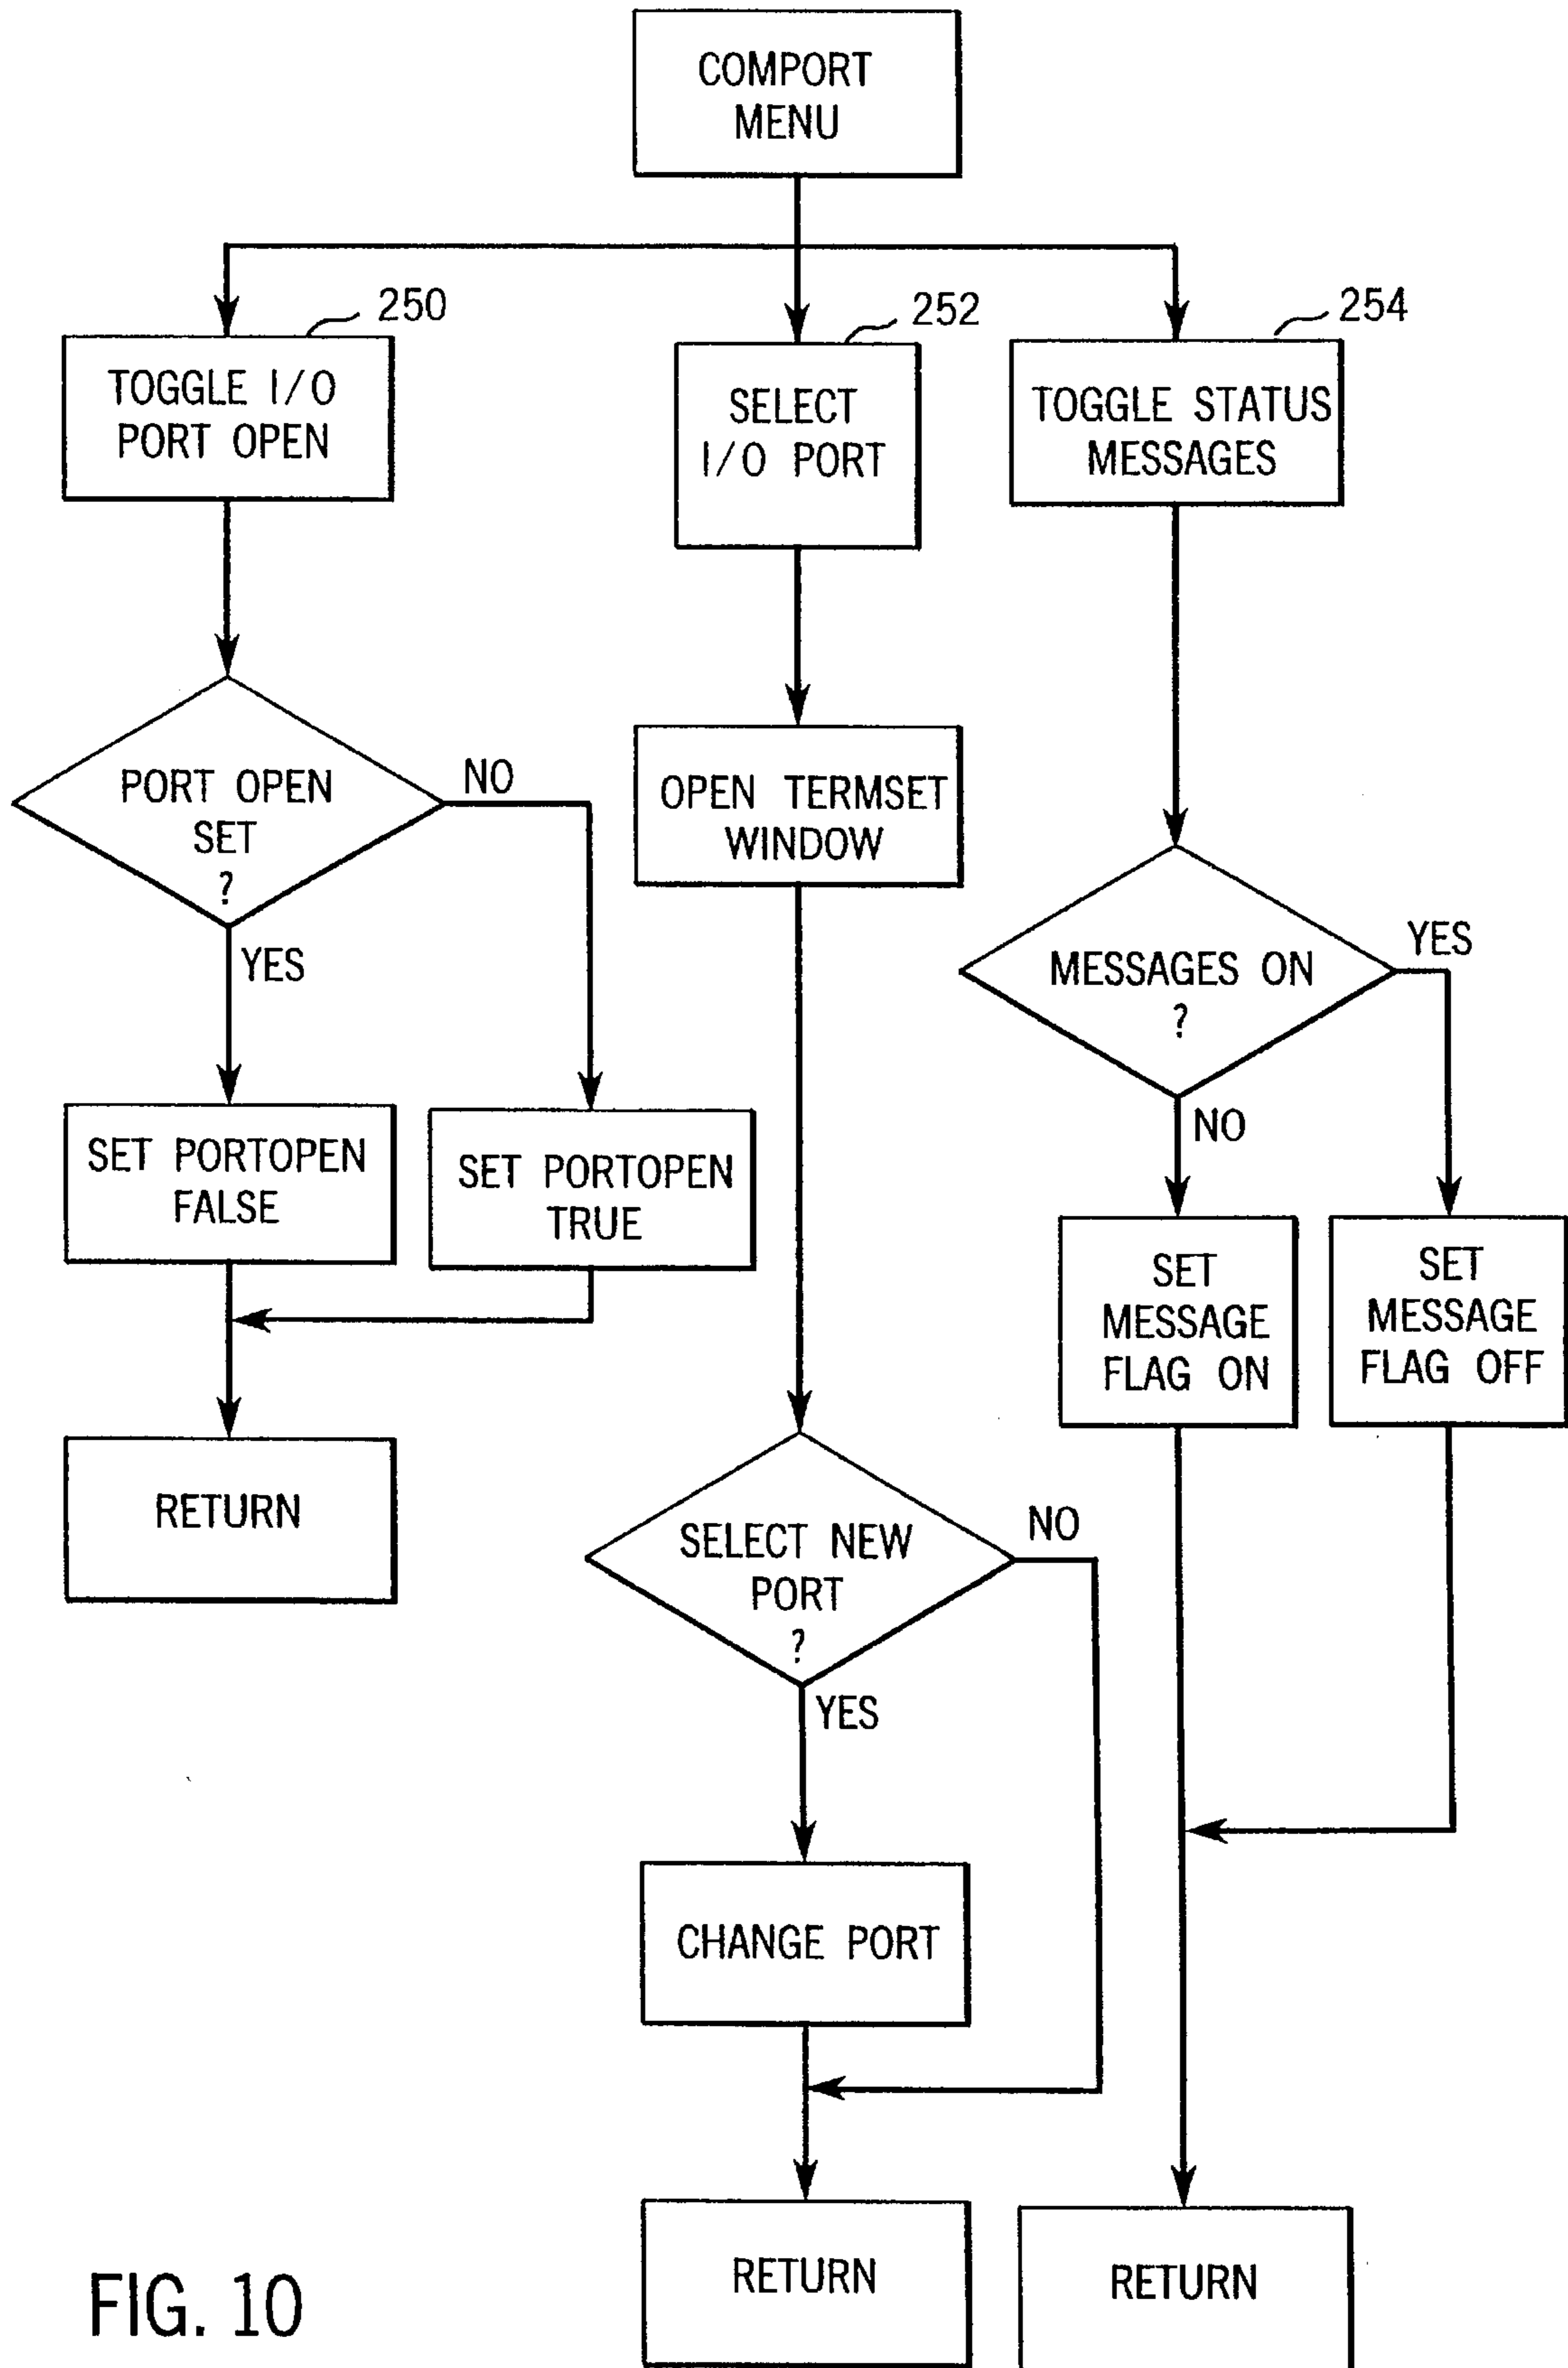 COMPORT
MENU
250
252
254
TOGGLE I/O
PORT OPEN
SELECT
I/O PORT
TOGGLE STATUS
MESSAGES
PORT OPEN
SET
?
NO
YES
OPEN TERMSET
WINDOW
MESSAGES ON
?
YES
NO
SET PORTOPEN
FALSE
SET PORTOPEN
TRUE
SET
MESSAGE
FLAG ON
SET
MESSAGE
FLAG OFF
RETURN
SELECT NEW
PORT
?
NO
YES
CHANGE PORT
RETURN
RETURN
FIG. 10